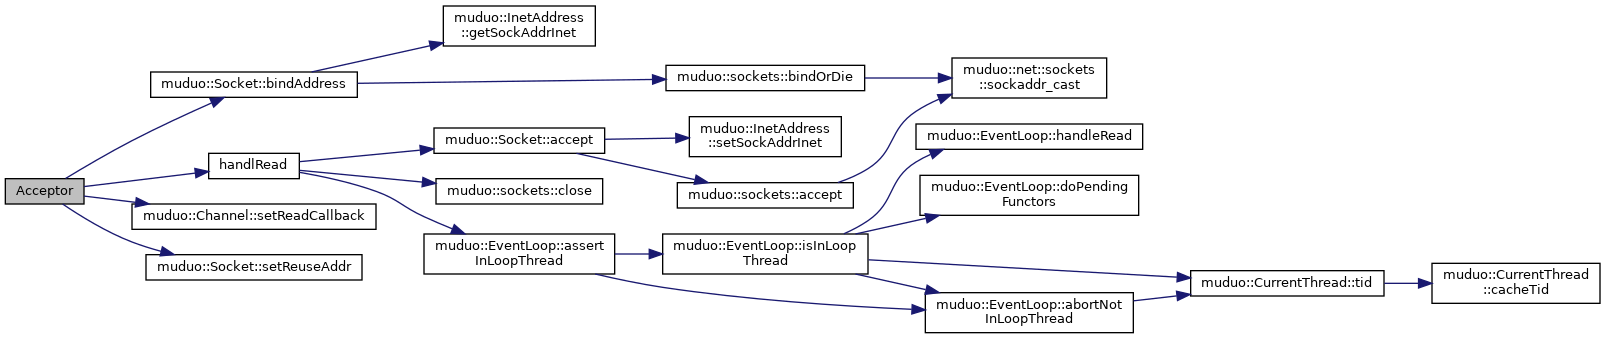 muduo::InetAddress
::getSockAddrInet
muduo::Socket::bindAddress
muduo::sockets::bindOrDie
muduo::net::sockets
::sockaddr_cast
muduo::Socket::accept
muduo::InetAddress
::setSockAddrInet
muduo::EventLoop::handleRead
handlRead
Acceptor
muduo::sockets::close
muduo::sockets::accept
muduo::EventLoop::doPending
Functors
muduo::Channel::setReadCallback
muduo::EventLoop::assert
InLoopThread
muduo::EventLoop::isInLoop
Thread
muduo::Socket::setReuseAddr
muduo::CurrentThread::tid
muduo::CurrentThread
::cacheTid
muduo::EventLoop::abortNot
InLoopThread